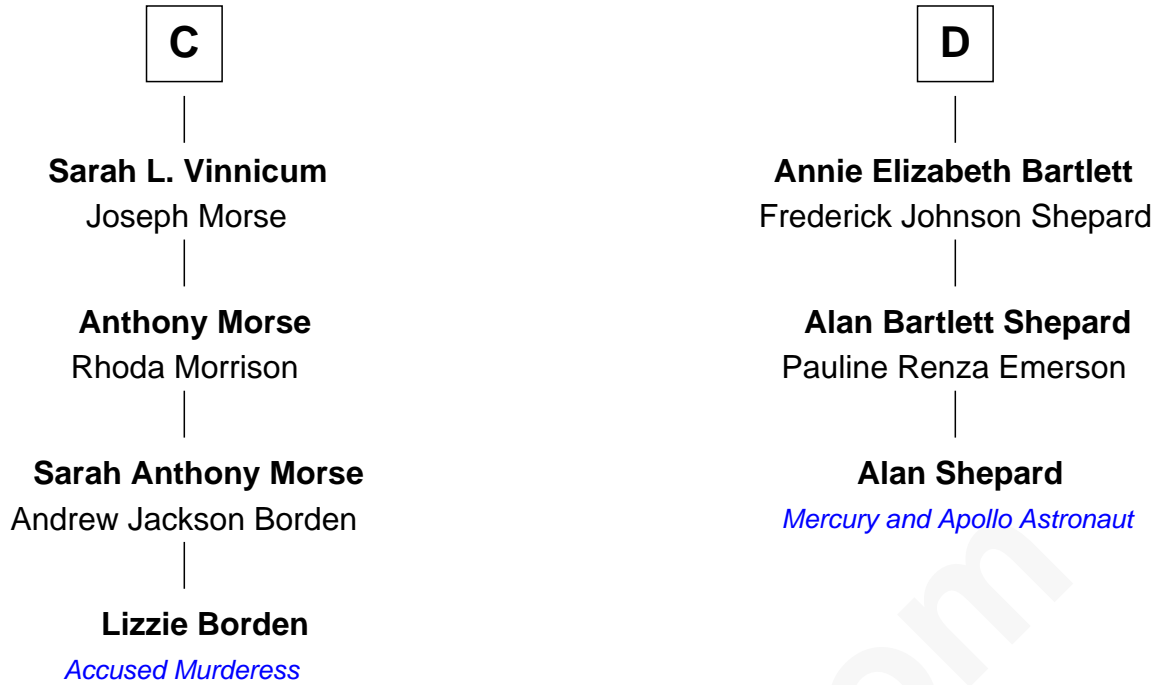 C
Sarah L. Vinnicum
Joseph Morse
Anthony Morse
Rhoda Morrison
Sarah Anthony Morse
Andrew Jackson Borden
Lizzie Borden
Accused Murderess
D
Annie Elizabeth Bartlett
Frederick Johnson Shepard
Alan Bartlett Shepard
Pauline Renza Emerson
Alan Shepard
Mercury and Apollo Astronaut
om